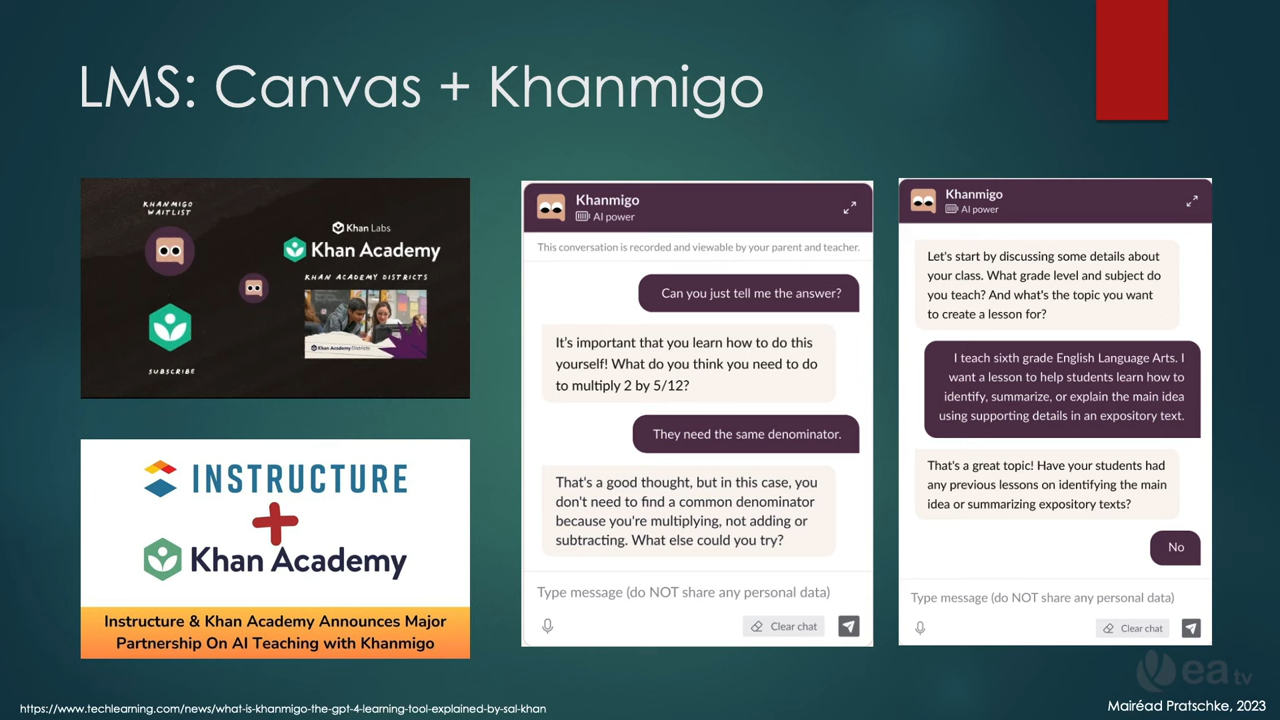 LMS: Canvas + Khanmigo
KHANMIGO
WAITLIST
Khan Labs
Khan Academy
KHAN ACADEMY DISTRICTS
Khan Academy Districts
SUBSCRIBE
INSTRUCTURE
+
Khan Academy
Instructure & Khan Academy Announces Major
Partnership On AI Teaching with Khanmigo
Khanmigo
AI power
This conversation is recorded and viewable by your parent and teacher.
Can you just tell me the answer?
It's important that you learn how to do this
yourself! What do you think you need to do
to multiply 2 by 5/12?
They need the same denominator.
That's a good thought, but in this case, you
don't need to find a common denominator
because you're multiplying, not adding or
subtracting. What else could you try?
Type message (do NOT share any personal data)
Clear chat
Khanmigo
AI power
Let's start by discussing some details about
your class. What grade level and subject do
you teach? And what's the topic you want
to create a lesson for?
I teach sixth grade English Language Arts. I
want a lesson to help students learn how to
identify, summarize, or explain the main idea
using supporting details in an expository text.
That's a great topic! Have your students had
any previous lessons on identifying the main
idea or summarizing expository texts?
No
Type message (do NOT share any personal data)
Clear chat
ea tv
https://www.techlearning.com/news/what-is-khanmigo-the-gpt-4-learning-tool-explained-by-sal-khan
Mairéad Pratschke, 2023